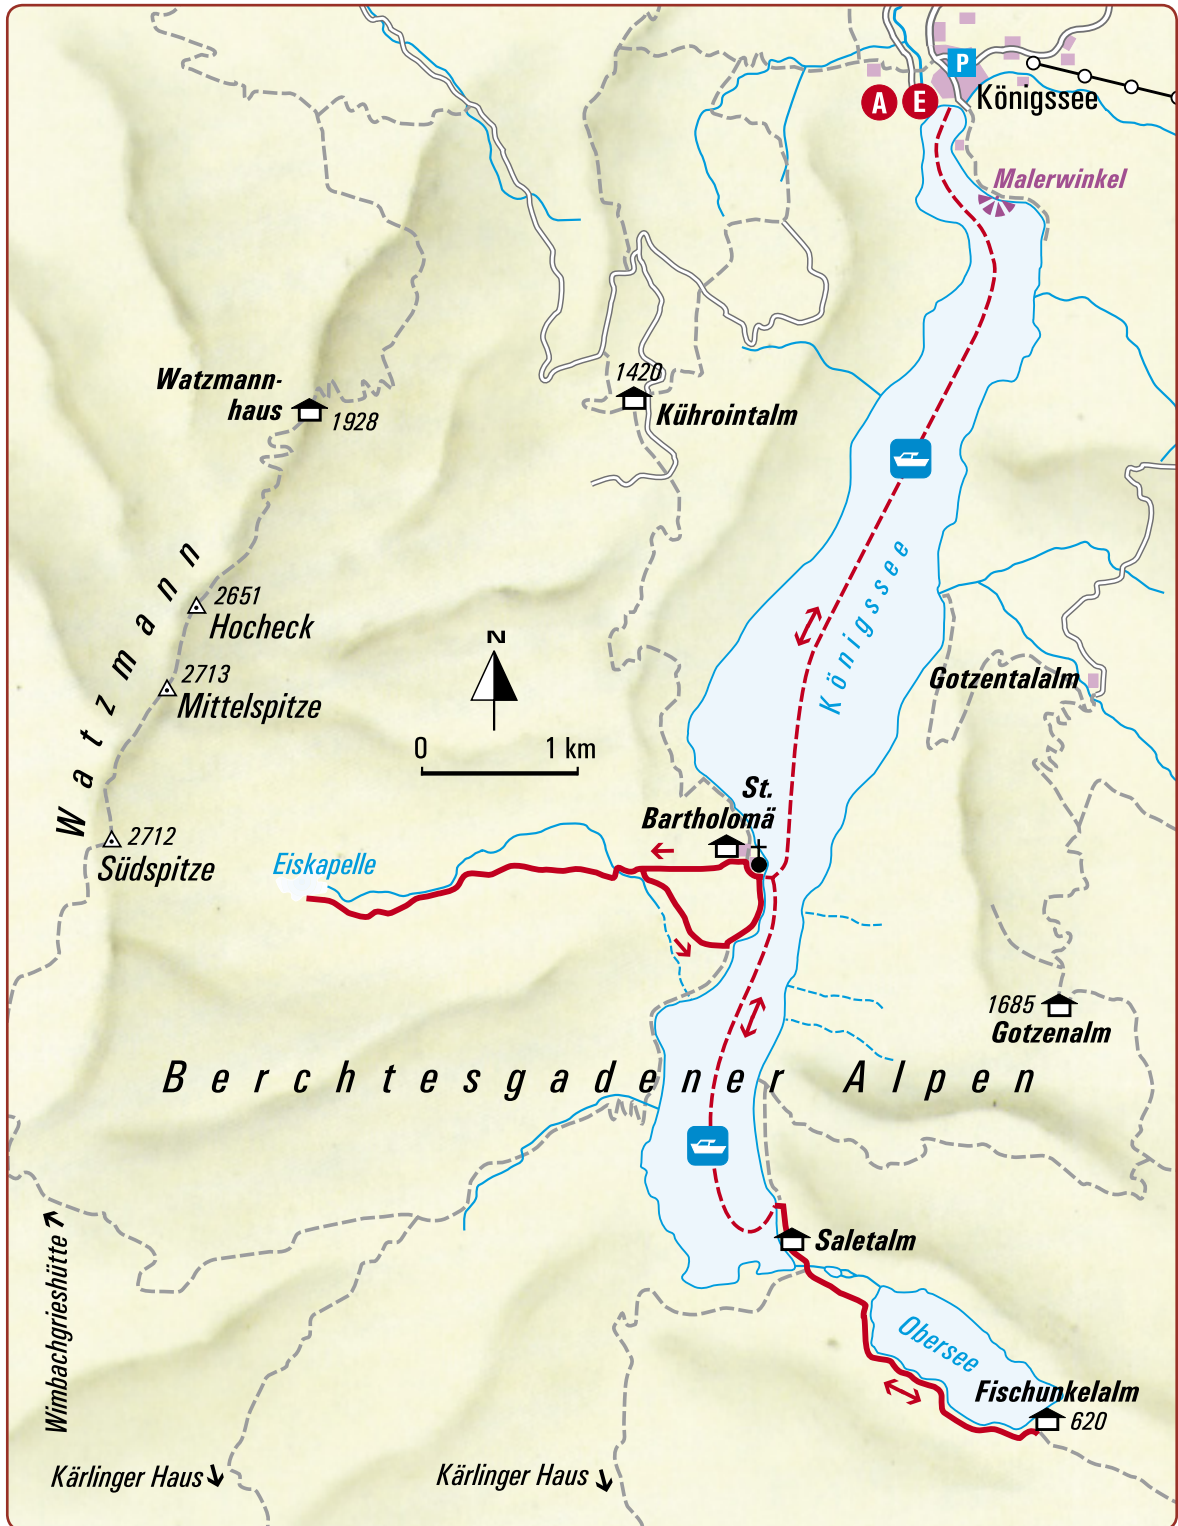 P
A
E
Königssee
Malerwinkel
Watzmann-
haus
1928
1420
Kührointalm
Watzmann
2651
Hocheck
2713
Mittelspitze
2712
Südspitze
N
0
1 km
Königssee
Gotzentalalm
St.
Bartholomä
Eiskapelle
1685
Gotzenalm
Berchtesgadener Alpen
Saletalm
Wimbachgrieshütte
Obersee
Fischunkelalm
620
Kärlinger Haus
Kärlinger Haus